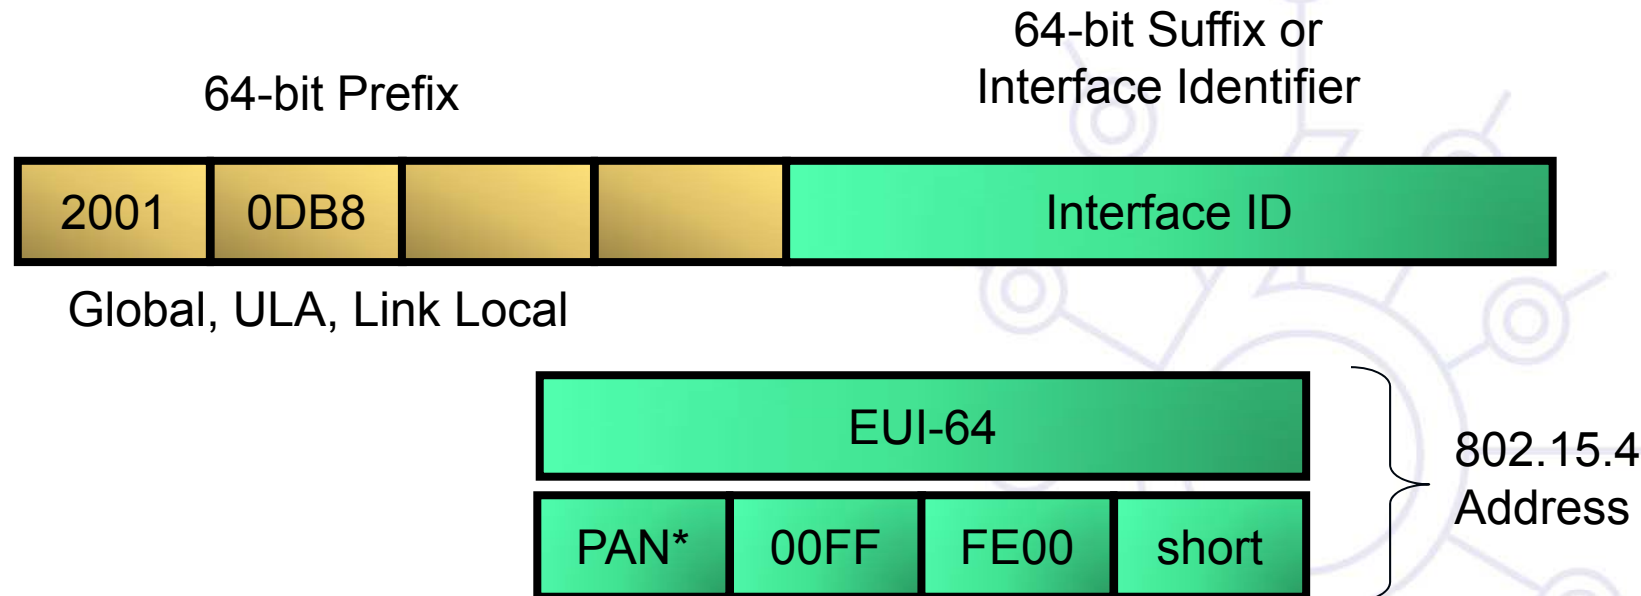 64-bit Prefix
64-bit Suffix or
Interface Identifier
2001 0DB8 Interface ID
Global, ULA, Link Local
EUI-64
PAN* 00FF FE00 short
802.15.4
Address